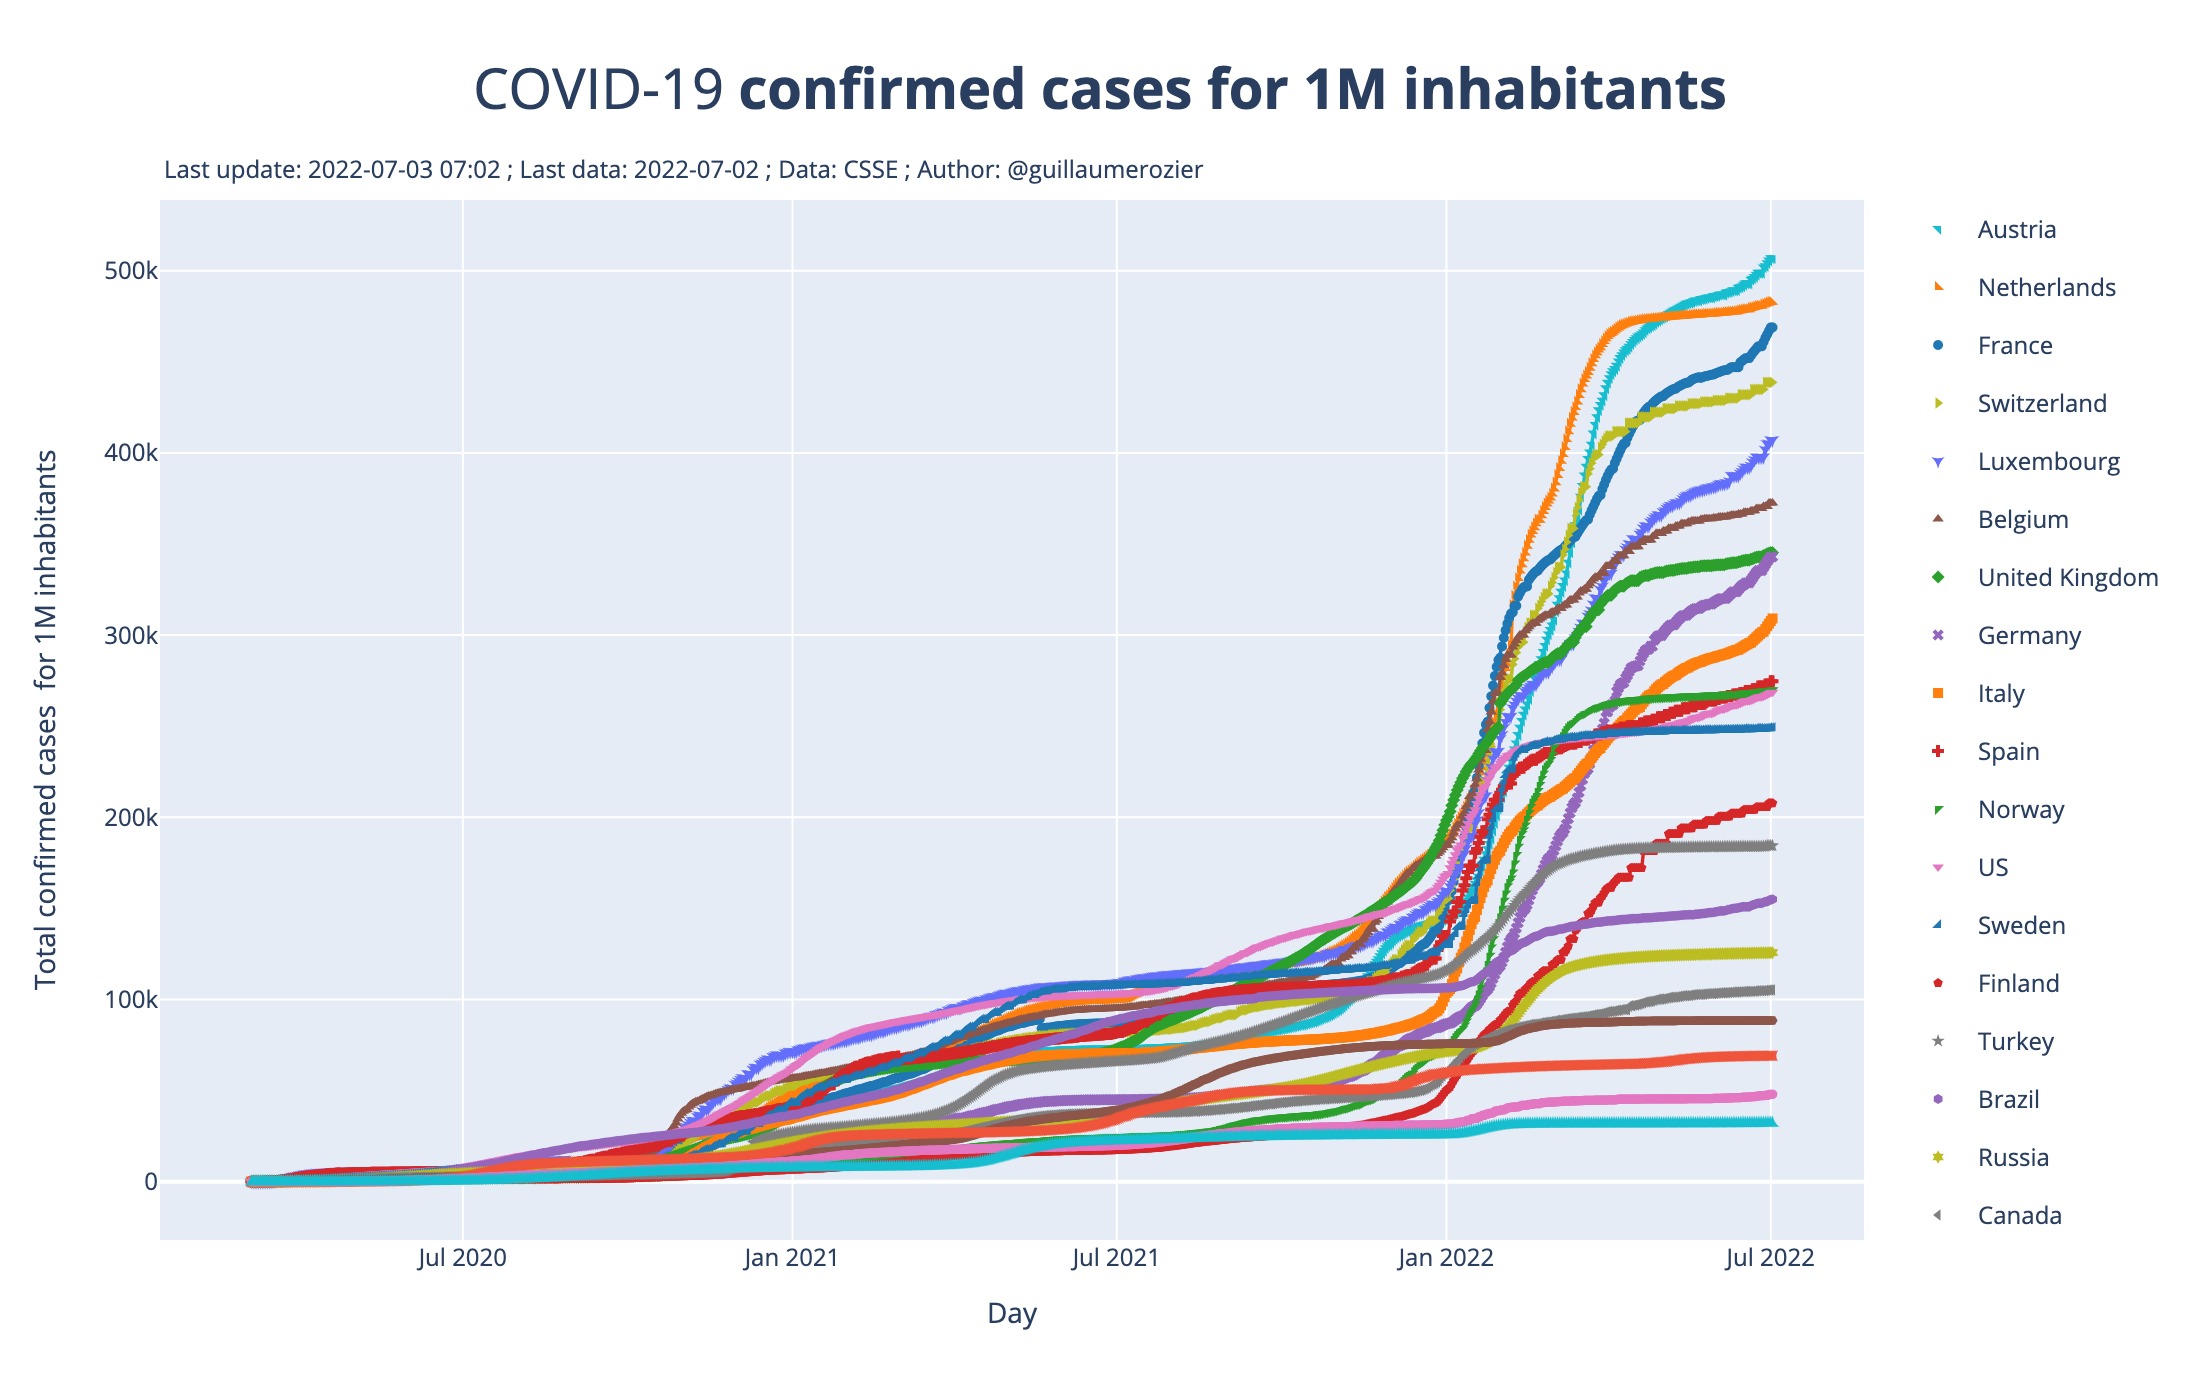 COVID-19 confirmed cases for 1M inhabitants
Last update: 2022-07-03 07:02 ; Last data: 2022-07-02 ; Data: CSSE ; Author: @guillaumerozier
Total confirmed cases for 1M inhabitants
500k
400k
300k
200k
100k
0
Jul 2020
Jan 2021
Jul 2021
Jan 2022
Jul 2022
Day
Austria
Netherlands
France
Switzerland
Luxembourg
Belgium
United Kingdom
Germany
Italy
Spain
Norway
US
Sweden
Finland
Turkey
Brazil
Russia
Canada